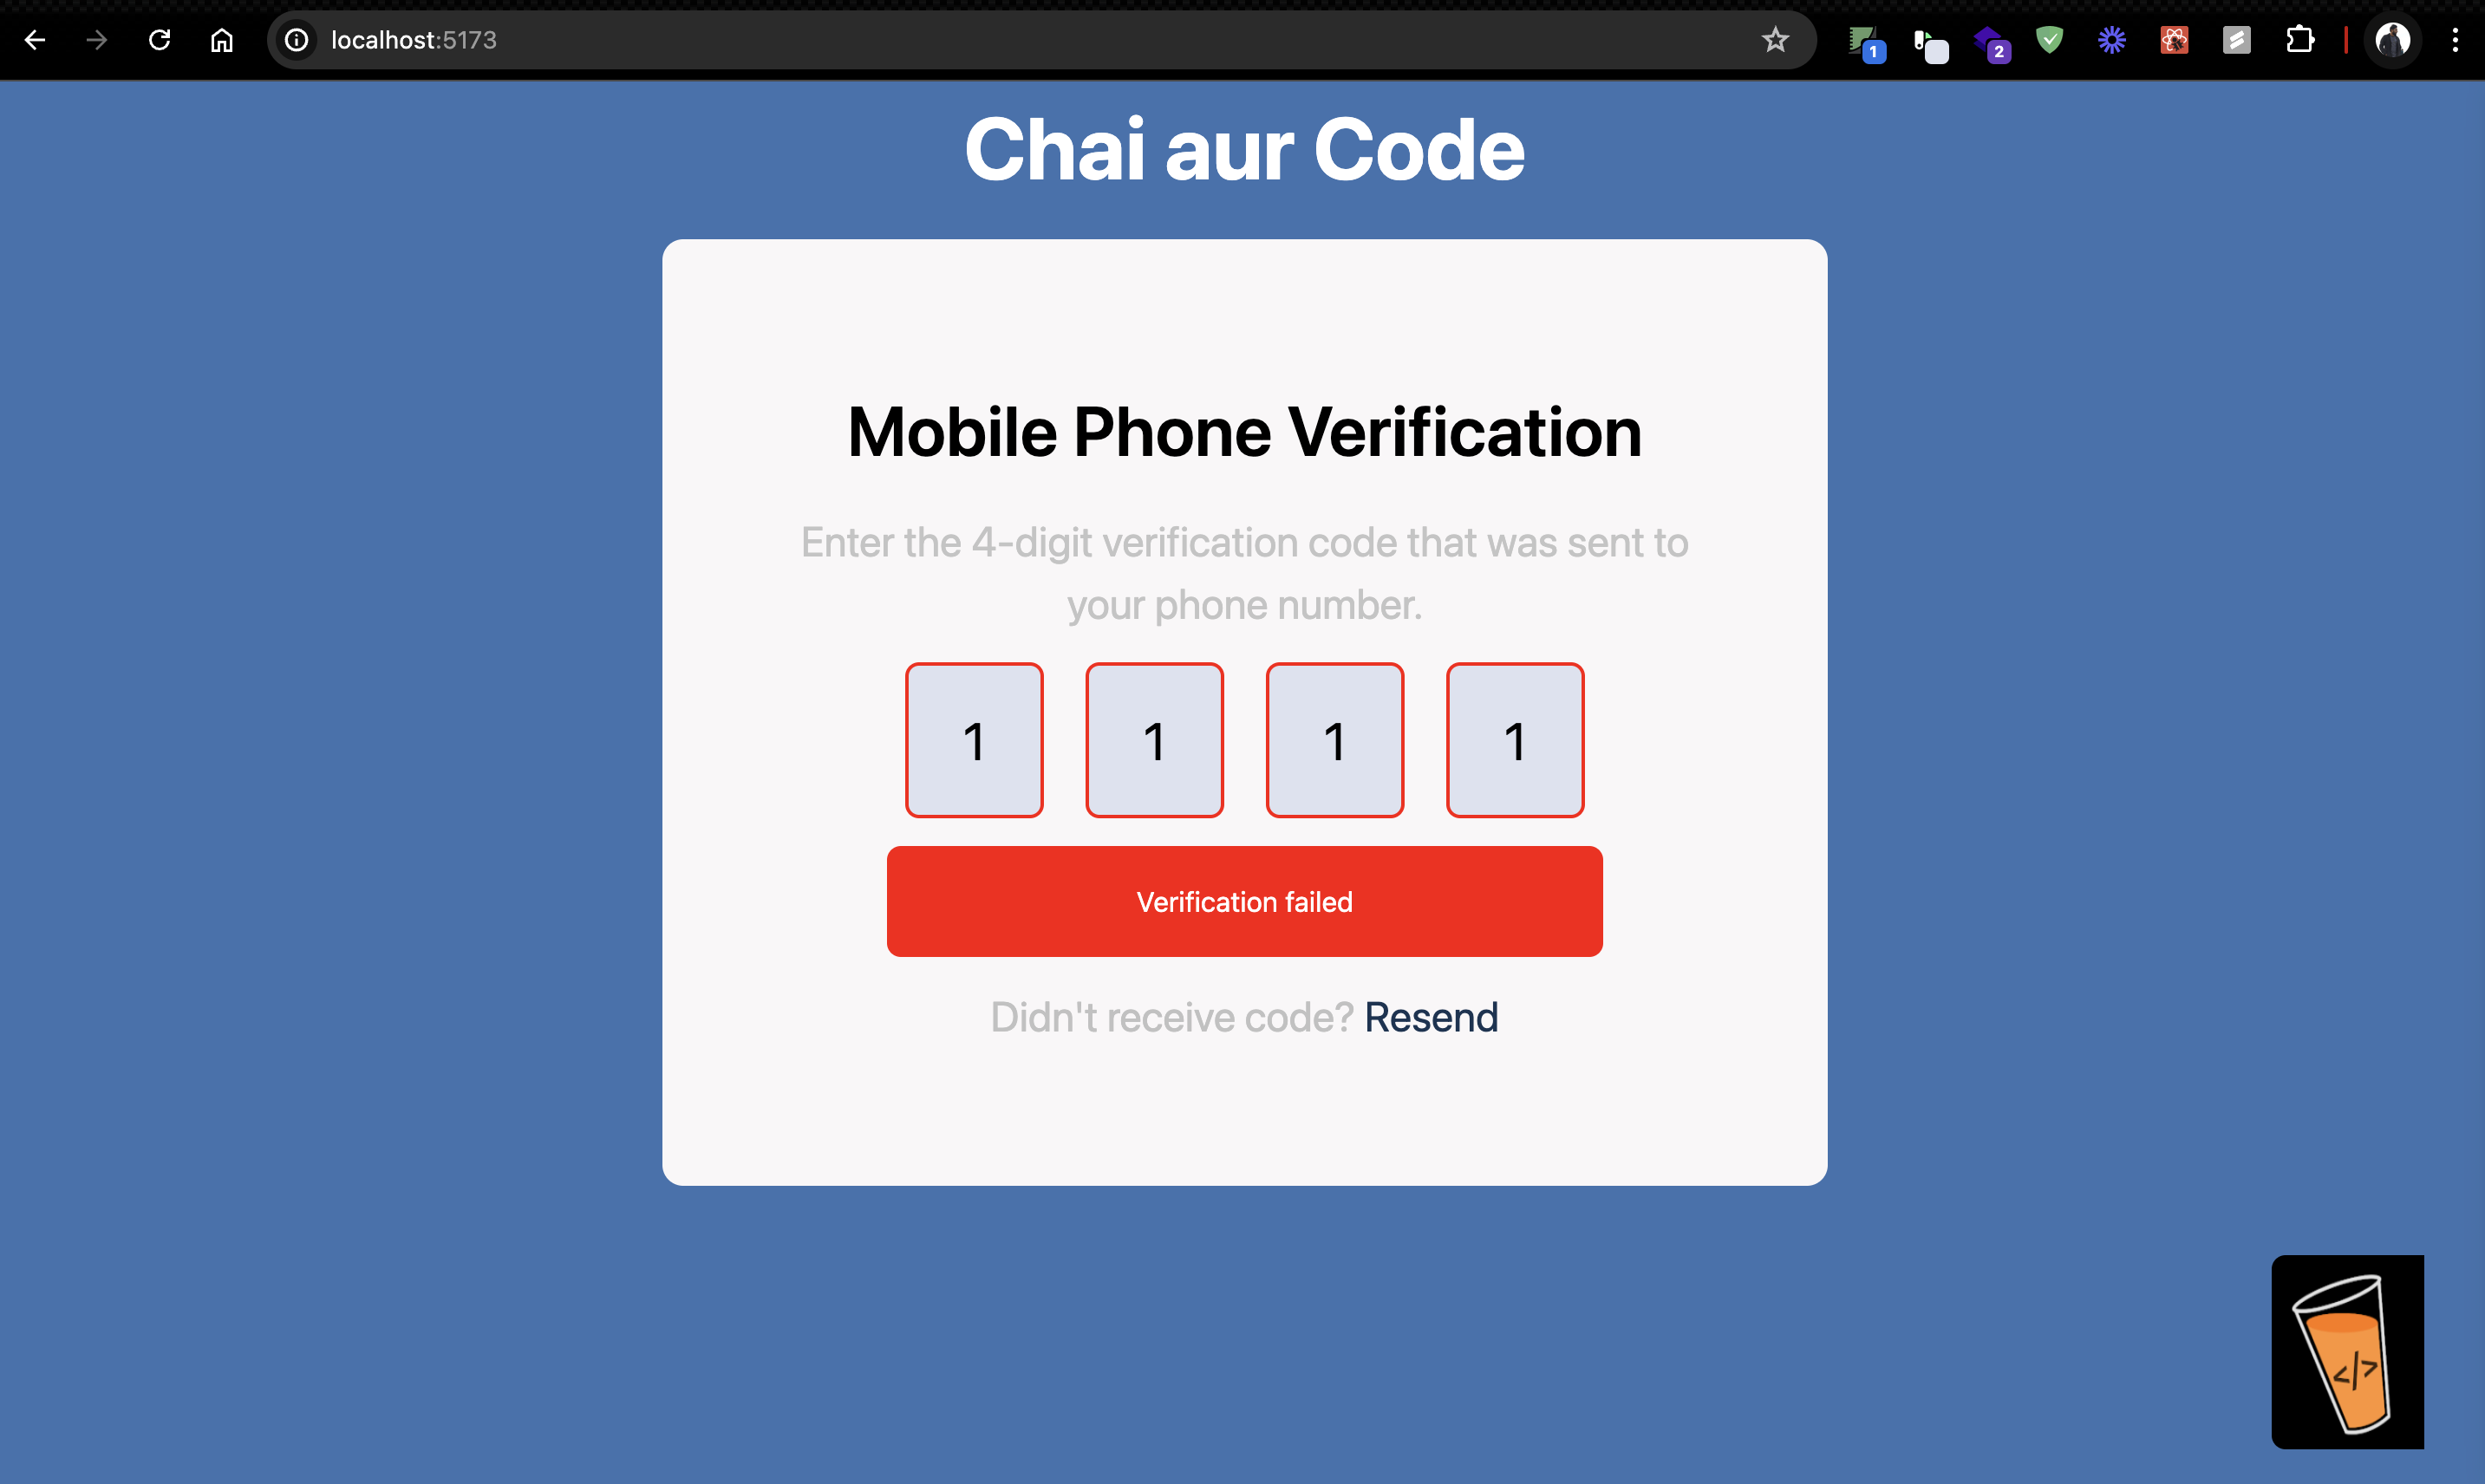 localhost:5173
1
2
Chai aur Code
Mobile Phone Verification
Enter the 4-digit verification code that was sent to
your phone number.
1 1 1 1
Verification failed
Didn't receive code? Resend
</>